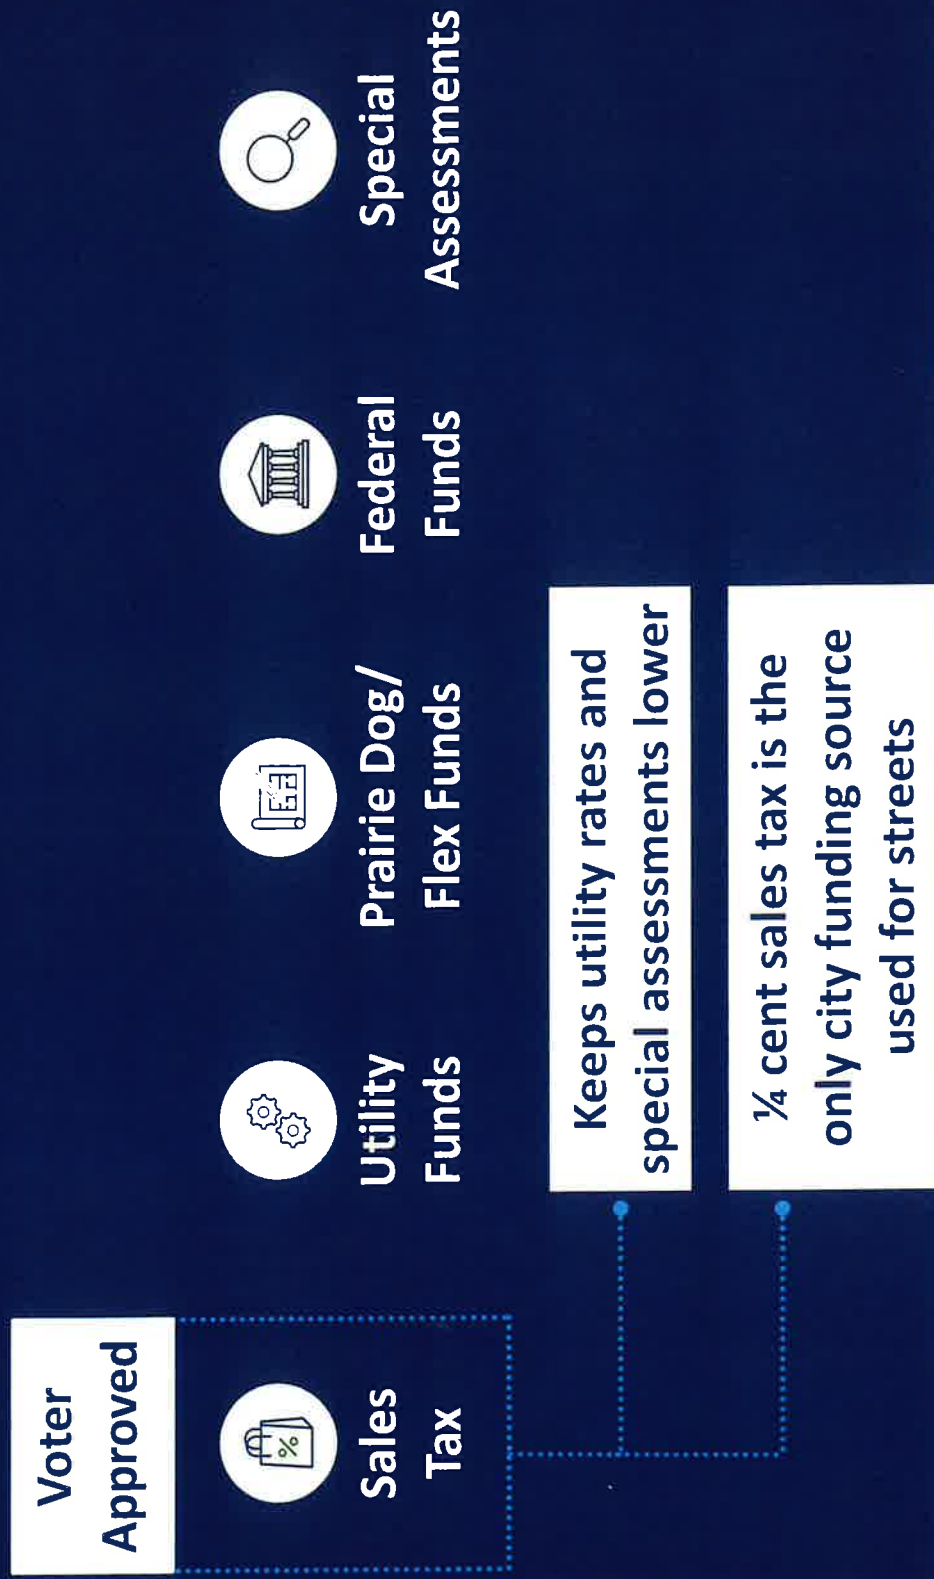 Voter
Approved
Sales
Tax
Utility
Funds
Prairie Dog/
Flex Funds
Federal
Funds
Special
Assessments
Keeps utility rates and
special assessments lower
¼ cent sales tax is the
only city funding source
used for streets
%